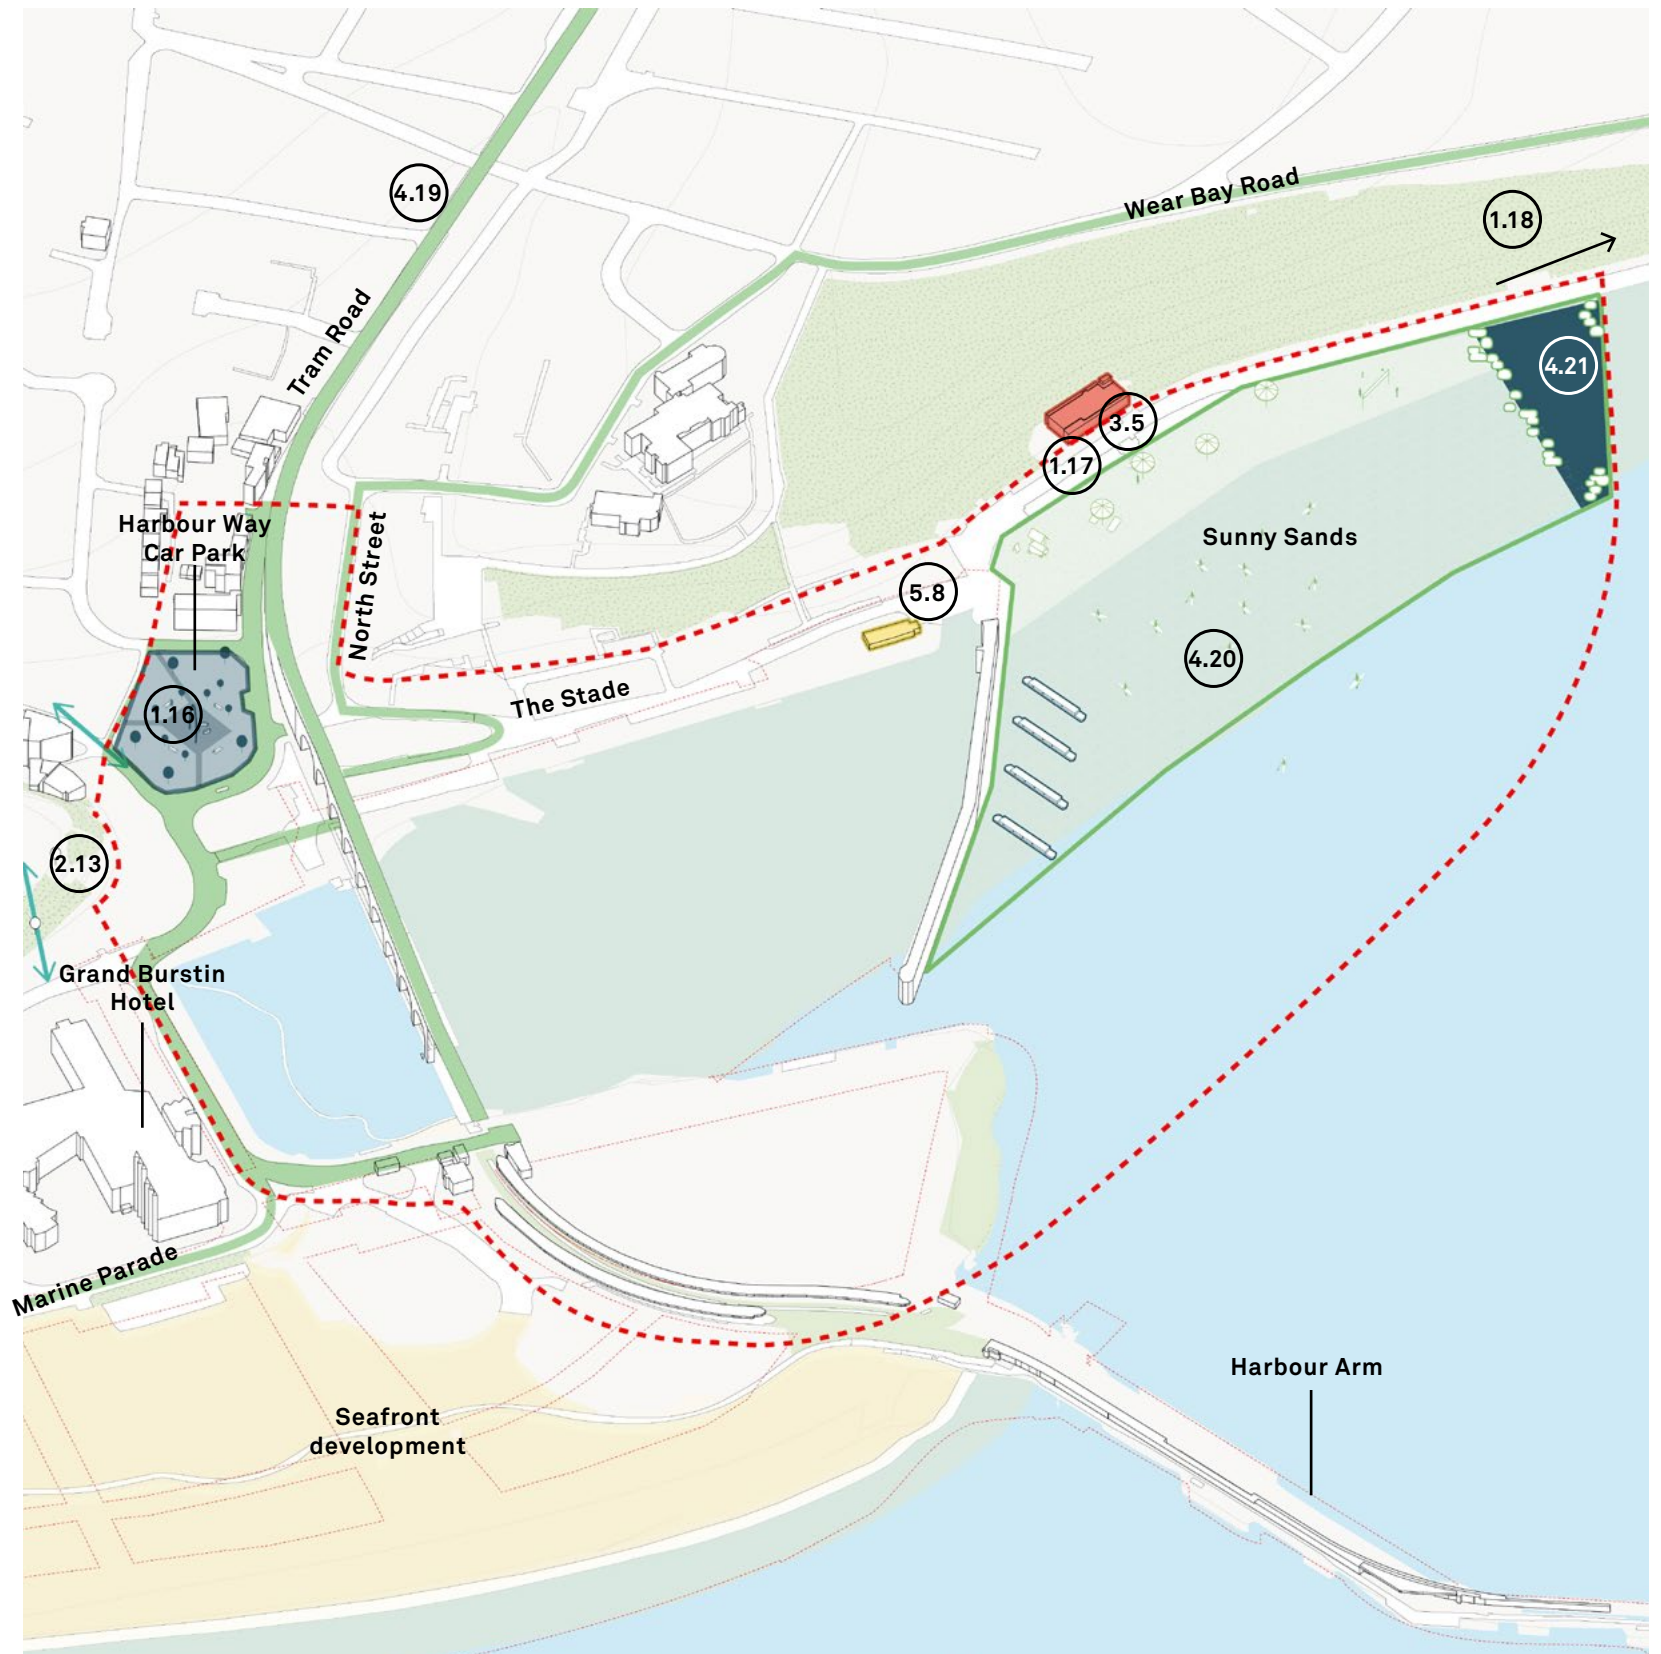 4.19
Wear Bay Road
1.18
Tram Road
4.21
3.5
1.17
Harbour Way
Car Park
North Street
Sunny Sands
5.8
4.20
The Stade
1.16
2.13
Grand Burstin
Hotel
Marine Parade
Harbour Arm
Seafront
development